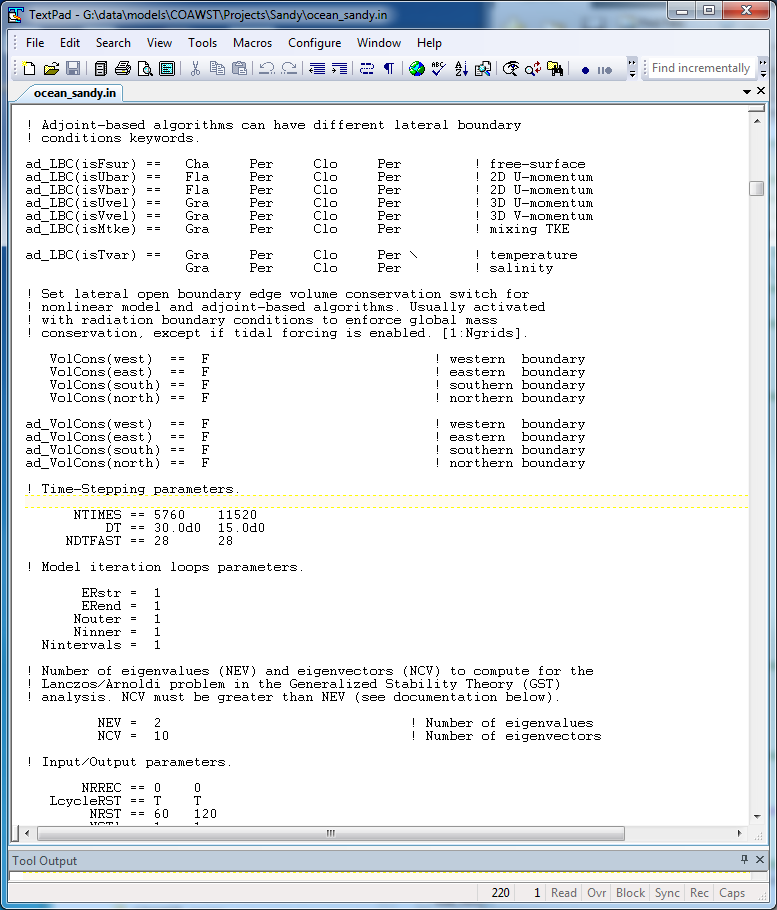 TextPad - G:\data\models\COAWST\Projects\Sandy\ocean_sandy.in
File Edit Search View Tools Macros Configure Window Help
Find incrementally
ocean_sandy.in
! Adjoint-based algorithms can have different lateral boundary
! conditions keywords.
ad_LBC(isFsur) == Cha Per Clo Per ! free-surface
ad_LBC(isUbar) == Fla Per Clo Per ! 2D U-momentum
ad_LBC(isVbar) == Fla Per Clo Per ! 2D U-momentum
ad_LBC(isUvel) == Gra Per Clo Per ! 3D U-momentum
ad_LBC(isVvel) == Gra Per Clo Per ! 3D V-momentum
ad_LBC(isMtke) == Gra Per Clo Per ! mixing TKE
ad_LBC(isTvar) == Gra Per Clo Per \ ! temperature
Gra Per Clo Per ! salinity
! Set lateral open boundary edge volume conservation switch for
! nonlinear model and adjoint-based algorithms. Usually activated
! with radiation boundary conditions to enforce global mass
! conservation, except if tidal forcing is enabled. [1:Ngrids].
VolCons(west) == F ! western boundary
VolCons(east) == F ! eastern boundary
VolCons(south) == F ! southern boundary
VolCons(north) == F ! northern boundary
ad_VolCons(west) == F ! western boundary
ad_VolCons(east) == F ! eastern boundary
ad_VolCons(south) == F ! southern boundary
ad_VolCons(north) == F ! northern boundary
! Time-Stepping parameters.
NTIMES == 5760 11520
DT == 30.0d0 15.0d0
NDTFAST == 28 28
! Model iteration loops parameters.
ERstr = 1
ERend = 1
Nouter = 1
Ninner = 1
Nintervals = 1
! Number of eigenvalues (NEV) and eigenvectors (NCV) to compute for the
! Lanczos/Arnoldi problem in the Generalized Stability Theory (GST)
! analysis. NCV must be greater than NEV (see documentation below).
NEV = 2 ! Number of eigenvalues
NCV = 10 ! Number of eigenvectors
! Input/Output parameters.
NRREC == 0 0
LcycleRST == T T
NRST == 60 120
Tool Output
220 1 Read Ovr Block Sync Rec Caps